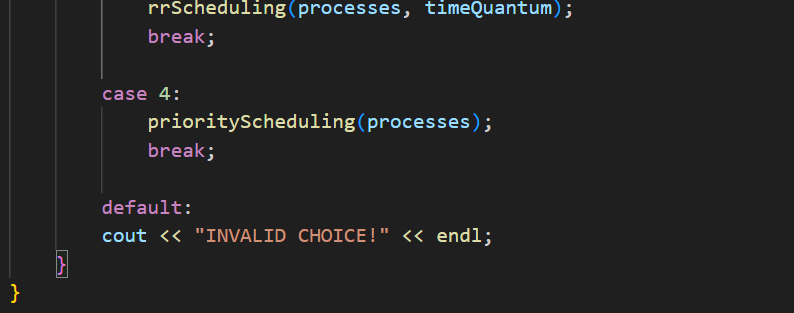 rrScheduling(processes, timeQuantum);
break;
case 4:
priorityScheduling(processes);
break;
default:
cout << "INVALID CHOICE!" << endl;
}
}